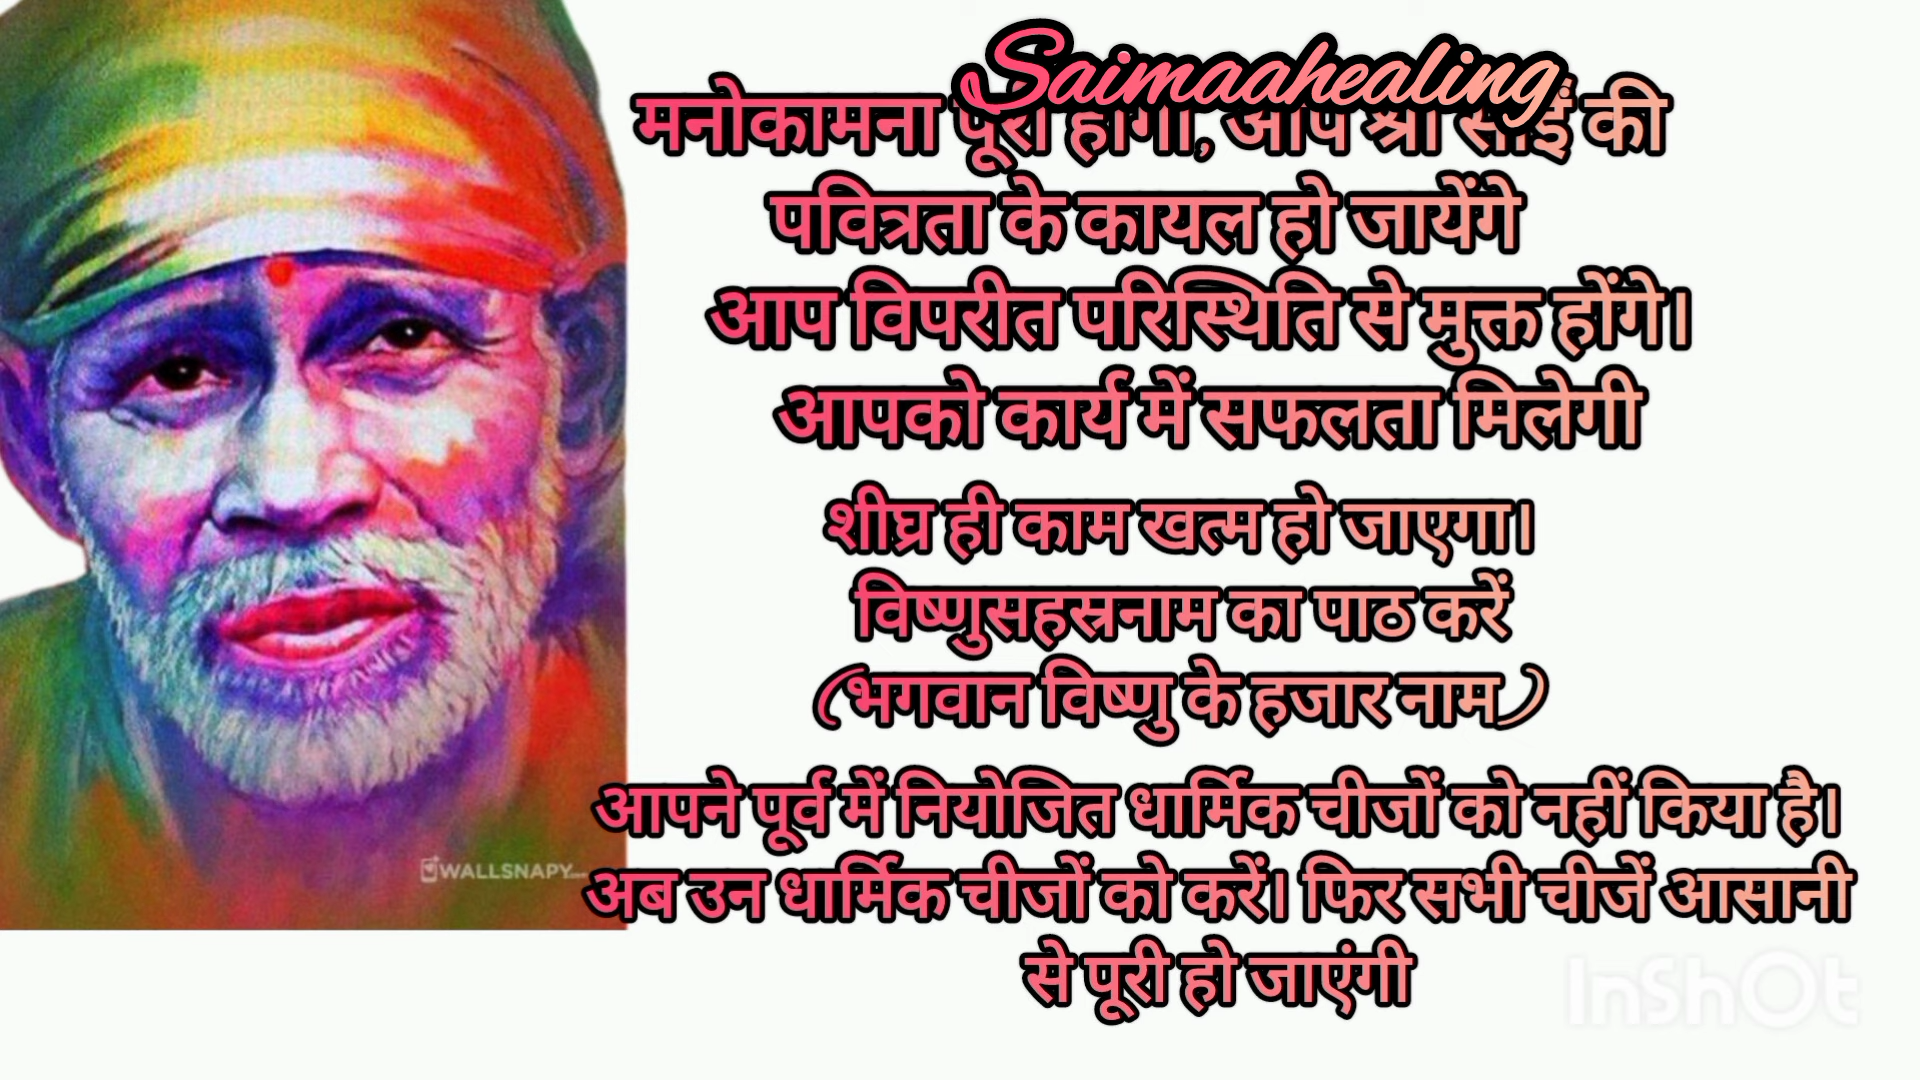 Saimaahealing
मनोकामना पूरी होगी, आप श्री साईं की
पवित्रता के कायल हो जायेंगे
आप विपरीत परिस्थिति से मुक्त होंगे।
आपको कार्य में सफलता मिलेगी
शीघ्र ही काम खत्म हो जाएगा।
विष्णुसहस्रनाम का पाठ करें
(भगवान विष्णु के हजार नाम)
आपने पूर्व में नियोजित धार्मिक चीजों को नहीं किया है।
अब उन धार्मिक चीजों को करें। फिर सभी चीजें आसानी
से पूरी हो जाएंगी
WALLSNAPY
InShOt